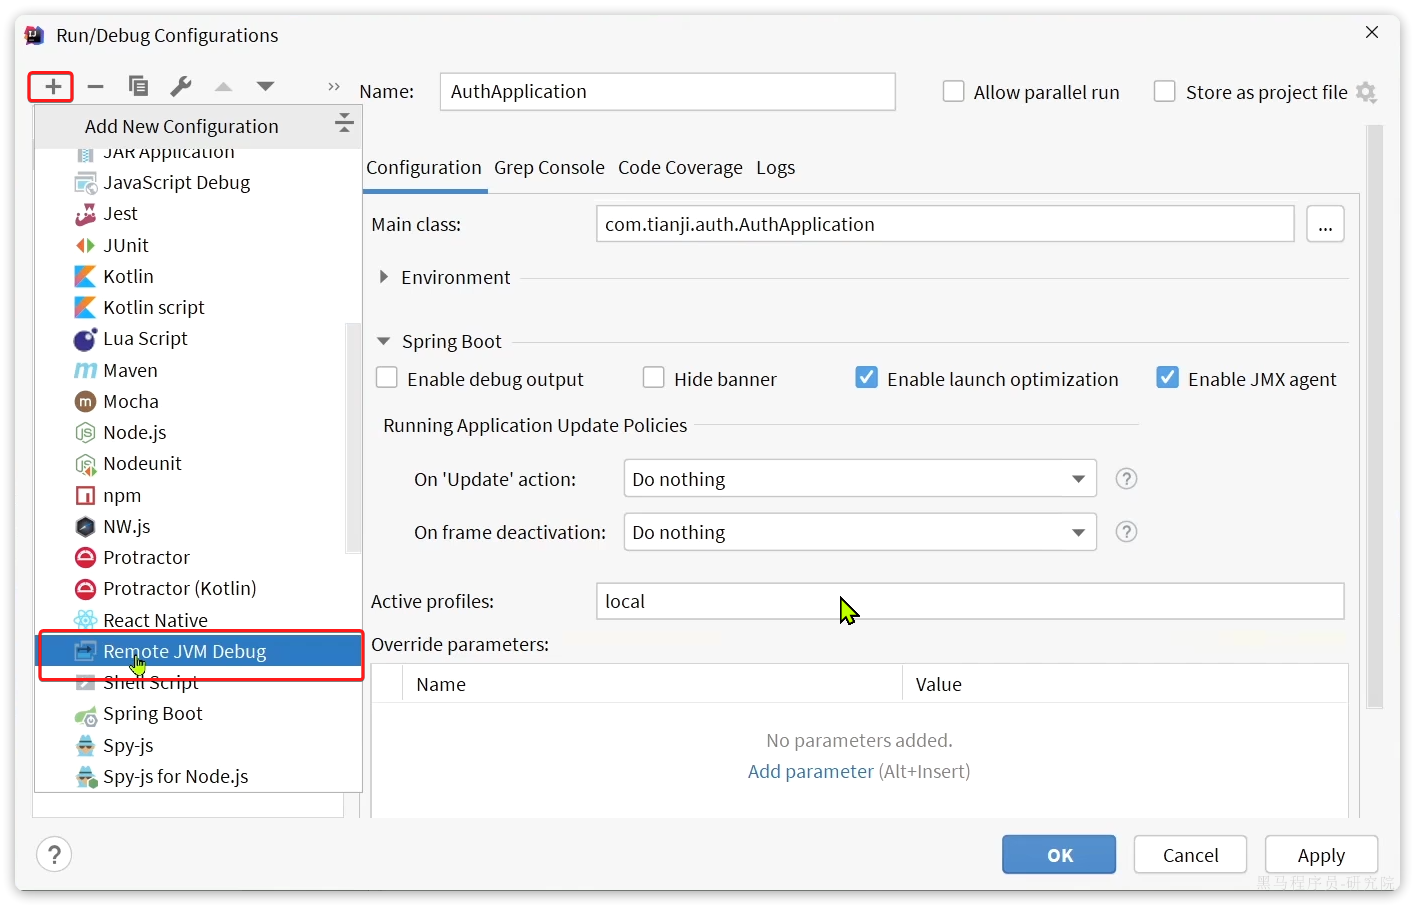 Run/Debug Configurations
Name:
AuthApplication
Allow parallel run
Store as project file
Add New Configuration
JAR Application
JavaScript Debug
Jest
JUnit
Kotlin
Kotlin script
Lua Script
Maven
Mocha
Node.js
Nodeunit
npm
NW.js
Protractor
Protractor (Kotlin)
React Native
Remote JVM Debug
Shell Script
Spring Boot
Spy-js
Spy-js for Node.js
Configuration Grep Console Code Coverage Logs
Main class:
com.tianji.auth.AuthApplication
...
Environment
Spring Boot
Enable debug output
Hide banner
Enable launch optimization
Enable JMX agent
Running Application Update Policies
On 'Update' action:
Do nothing
?
On frame deactivation:
Do nothing
?
Active profiles:
local
Override parameters:
Name
Value
No parameters added.
Add parameter (Alt+Insert)
?
OK
Cancel
Apply
黑马程序员-研究院